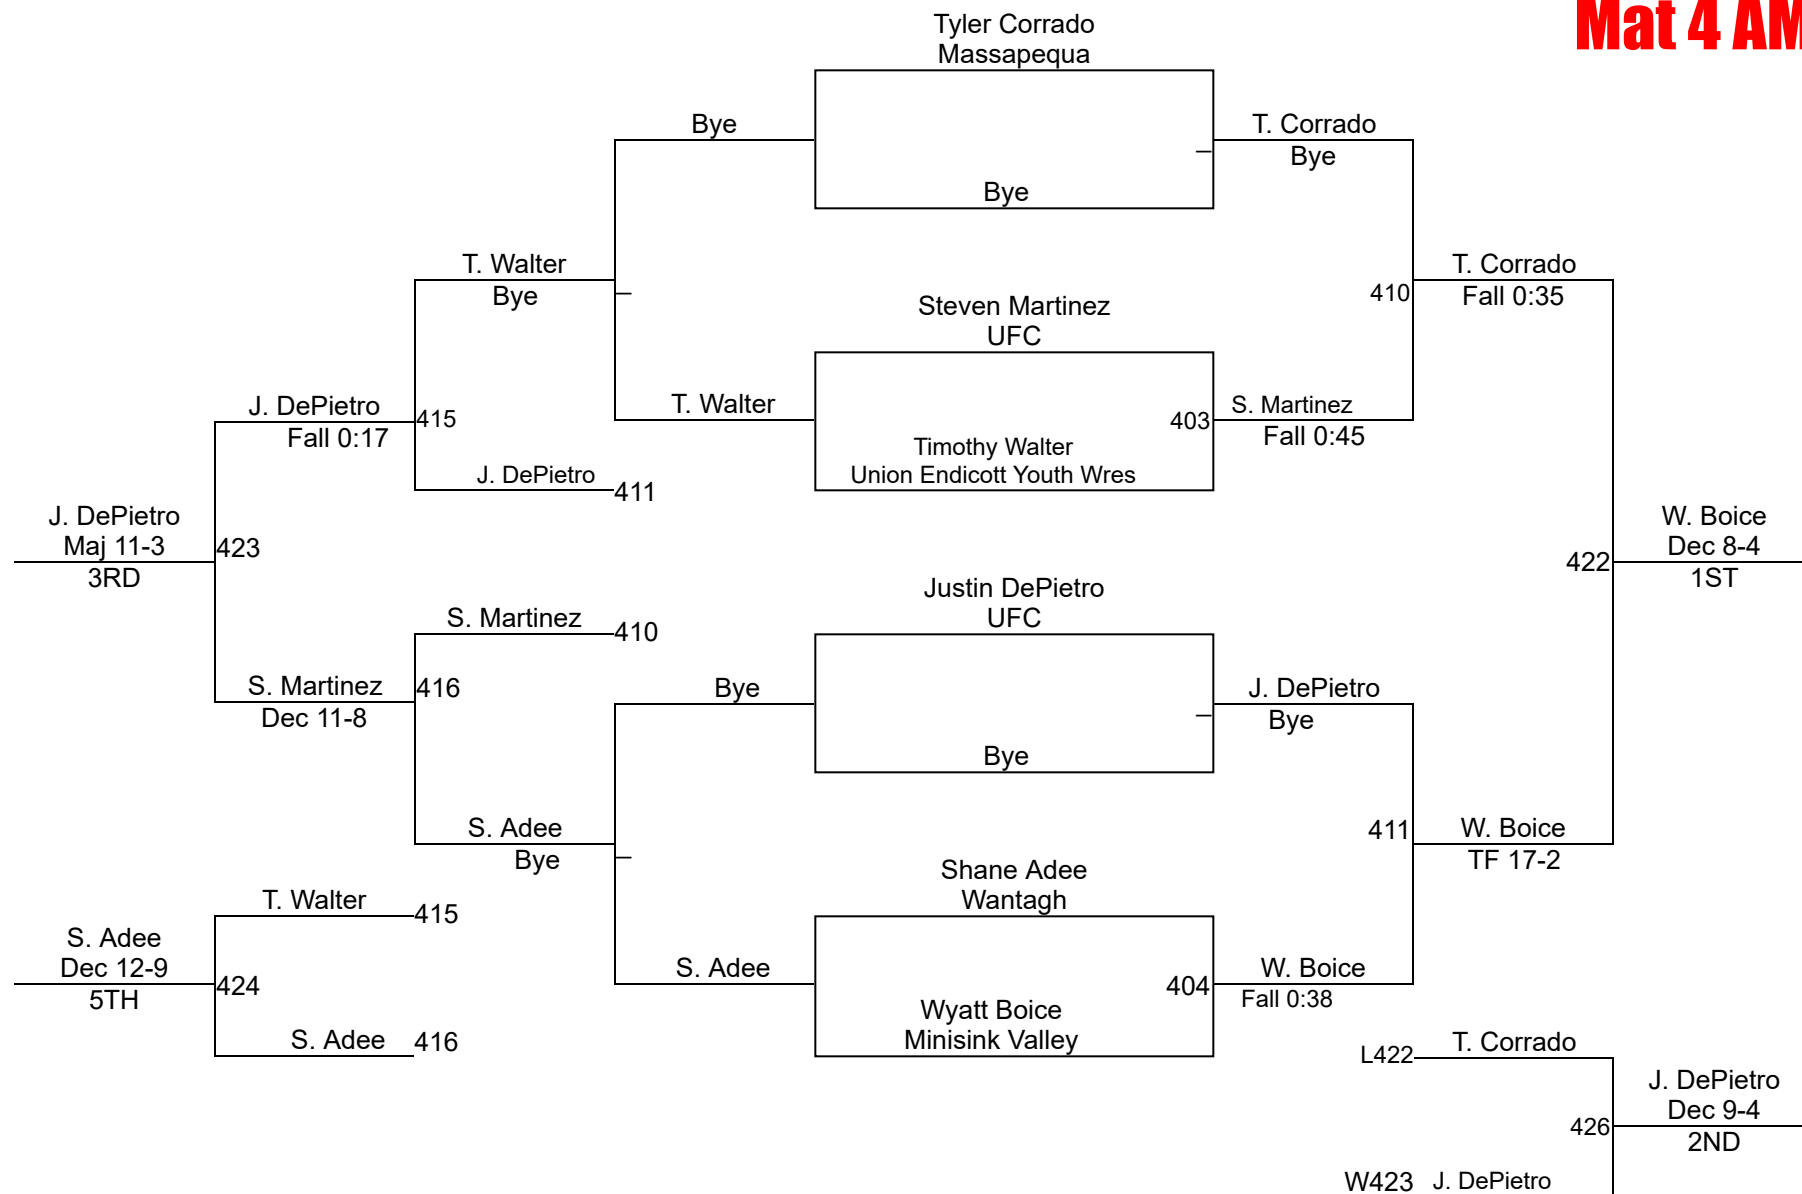 Mat 4 AM
Tyler Corrado
Massapequa
Bye
T. Corrado
Bye
Bye
T. Walter
Bye
T. Corrado
Fall 0:35
410
Steven Martinez
UFC
J. DePietro
Fall 0:17
415
T. Walter
403
S. Martinez
Fall 0:45
Timothy Walter
Union Endicott Youth Wres
J. DePietro
411
J. DePietro
Maj 11-3
3RD
423
W. Boice
Dec 8-4
1ST
422
Justin DePietro
UFC
S. Martinez
410
S. Martinez
Dec 11-8
416
Bye
J. DePietro
Bye
Bye
S. Adee
Bye
411
W. Boice
TF 17-2
Shane Adee
Wantagh
T. Walter
415
S. Adee
Dec 12-9
5TH
424
S. Adee
404
W. Boice
Fall 0:38
Wyatt Boice
Minisink Valley
S. Adee
416
L422
T. Corrado
J. DePietro
Dec 9-4
2ND
426
W423
J. DePietro